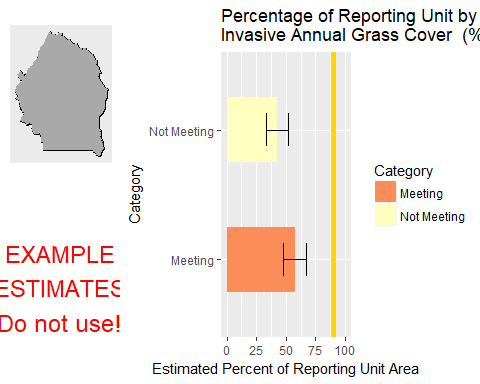 Percentage of Reporting Unit by
Invasive Annual Grass Cover (%
Not Meeting
Meeting
Category
0 25 50 75 100
Estimated Percent of Reporting Unit Area
Category
Meeting
Not Meeting
EXAMPLE
ESTIMATES
Do not use!